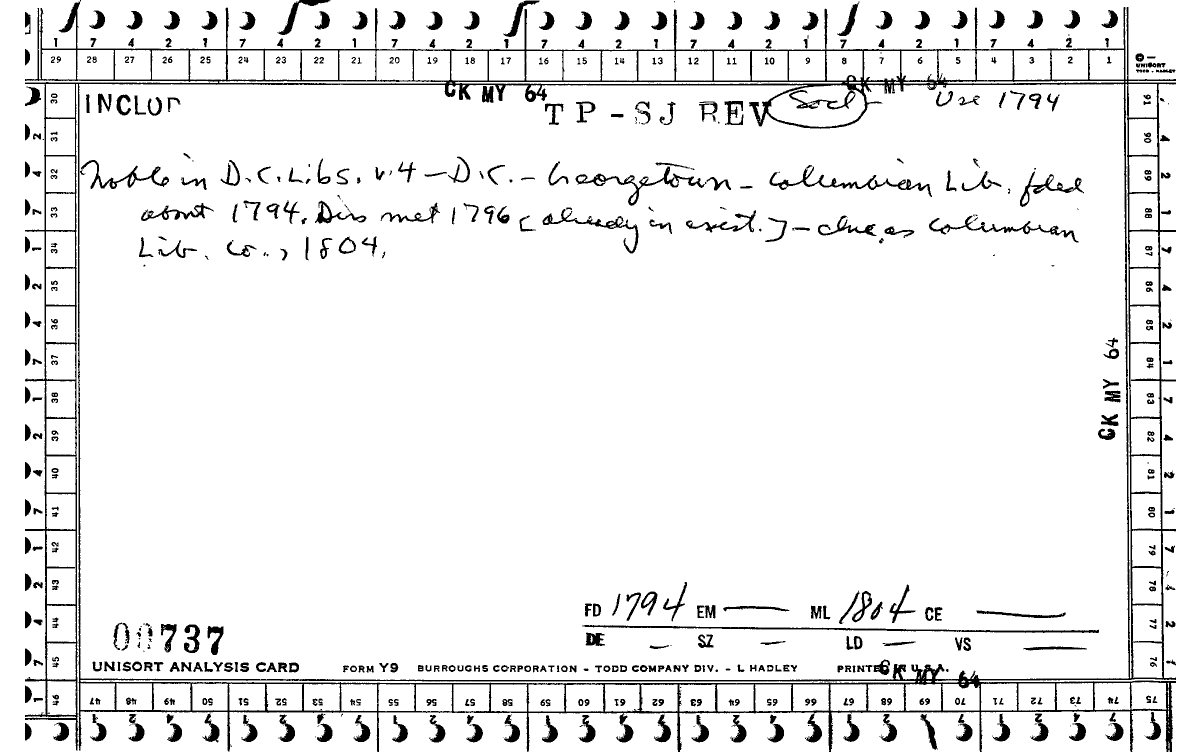 7 4 2 1 7 4 2 1 7 4 2 1 7 4 2 1 7 4 2 1 7 4 2 1 7 4 2 1
29 28 27 26 25 24 23 22 21 20 19 18 17 16 15 14 13 12 11 10 9 8 7 6 5 4 3 2 1
UNISORT
TODD - HADLEY
CK MY 64
CK MY 64
INCLUD
TP-SJ REV Socl Use 1794
Noble in D.C. Libs. v.4 – D.C. – Georgetown – Columbian Lib. fded
about 1794. Dirs met 1796 [already in exist.] – as Columbian
Lib. Co., 1804.
CK MY 64
FD 1794 EM — ML 1804 CE —
DE — SZ — LD — VS —
00737
UNISORT ANALYSIS CARD FORM Y9 BURROUGHS CORPORATION - TODD COMPANY DIV. - L HADLEY PRINTED IN U.S.A.
CK MY 64
30 31 32 33 34 35 36 37 38 39 40 41 42 43 44 45 46
47 48 49 50 51 52 53 54 55 56 57 58 59 60 61 62 63 64 65 66 67 68 69 70 71 72 73 74 75
91 90 89 88 87 86 85 84 83 82 81 80 79 78 77 76